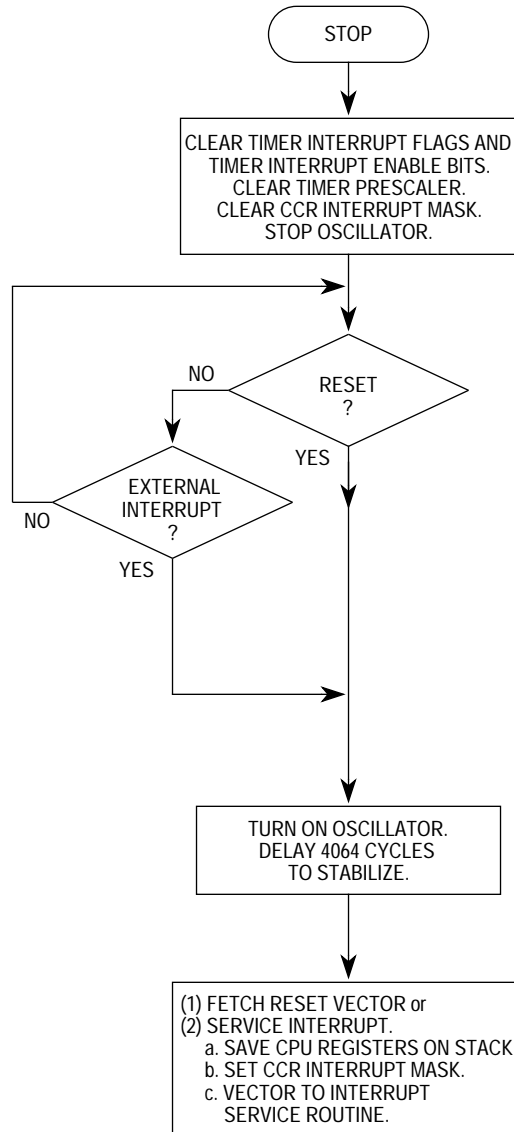 STOP
CLEAR TIMER INTERRUPT FLAGS AND
TIMER INTERRUPT ENABLE BITS.
CLEAR TIMER PRESCALER.
CLEAR CCR INTERRUPT MASK.
STOP OSCILLATOR.
NO
RESET
?
YES
EXTERNAL
INTERRUPT
?
NO
YES
TURN ON OSCILLATOR.
DELAY 4064 CYCLES
TO STABILIZE.
(1) FETCH RESET VECTOR or
(2) SERVICE INTERRUPT.
a. SAVE CPU REGISTERS ON STACK.
b. SET CCR INTERRUPT MASK.
c. VECTOR TO INTERRUPT
SERVICE ROUTINE.